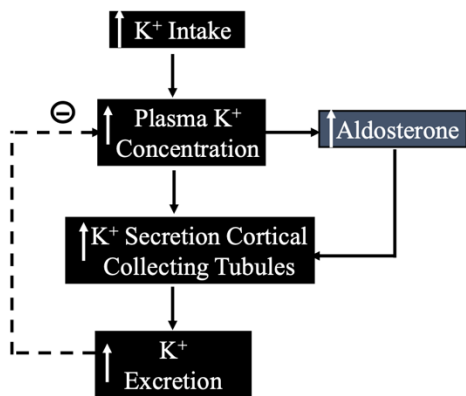 K⁺ Intake
⊖
Plasma K⁺
Concentration
Aldosterone
K⁺ Secretion Cortical
Collecting Tubules
K⁺
Excretion